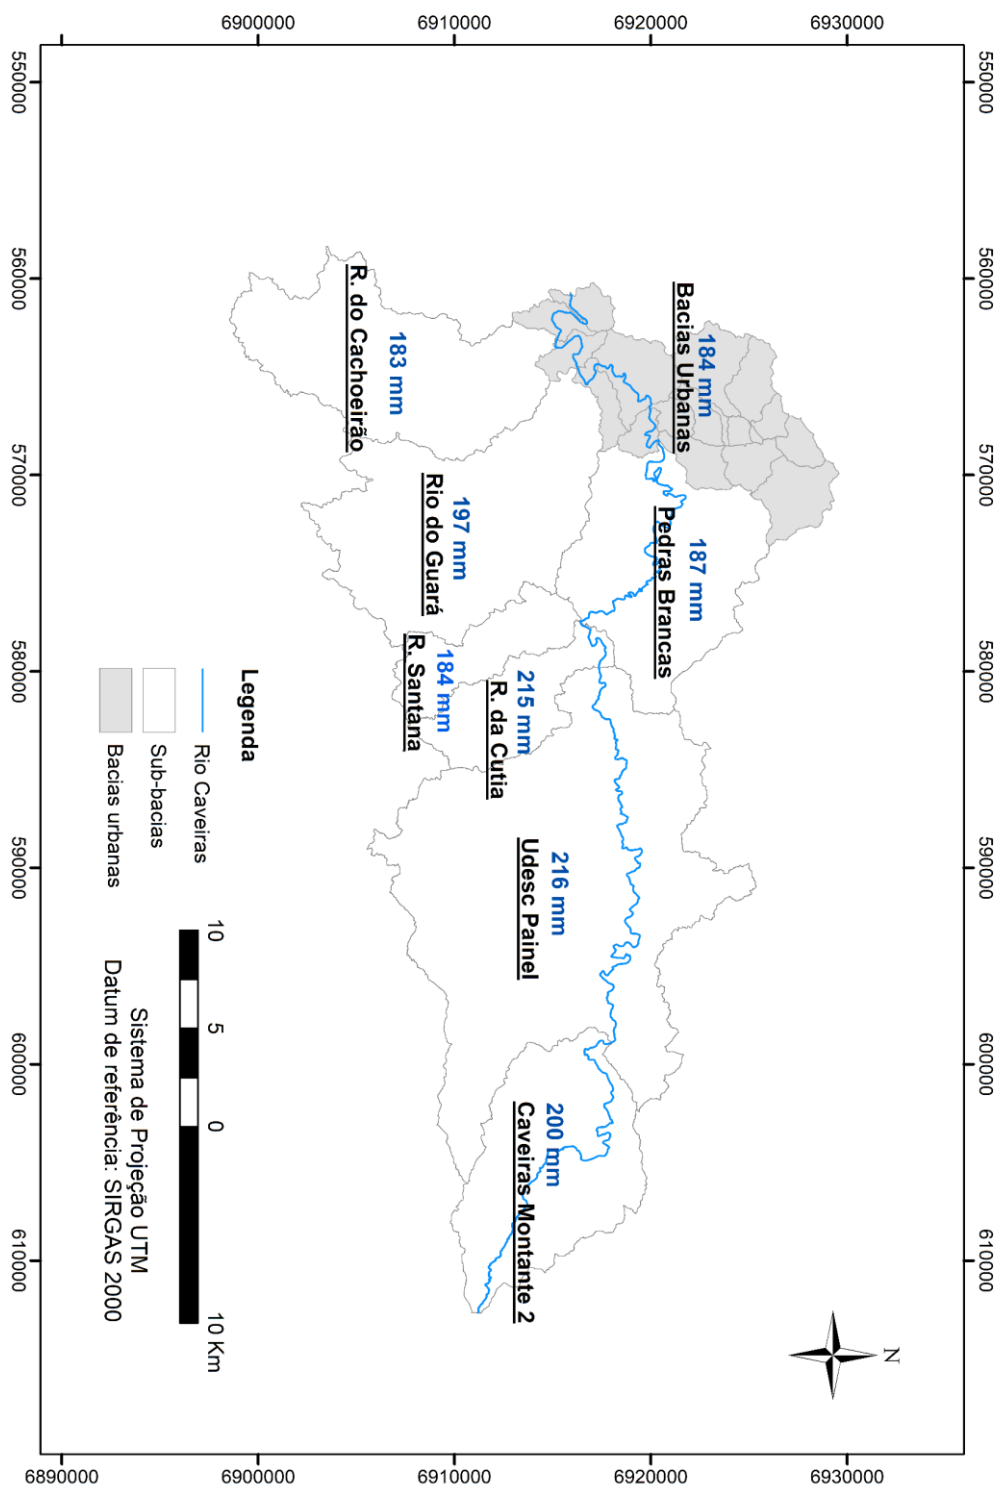 6900000
6910000
6920000
6930000
550000
560000
570000
580000
590000
600000
610000
550000
560000
570000
580000
590000
600000
610000
6890000
6900000
6910000
6920000
6930000
N
184 mm
Bacias Urbanas
187 mm
Pedras Brancas
183 mm
R. do Cachoeirão
197 mm
Rio do Guará
184 mm
R. Santana
215 mm
R. da Cutia
216 mm
Udesc Painel
200 mm
Caveiras Montante 2
Legenda
Rio Caveiras
Sub-bacias
Bacias urbanas
10 5 0 10 Km
Sistema de Projeção UTM
Datum de referência: SIRGAS 2000